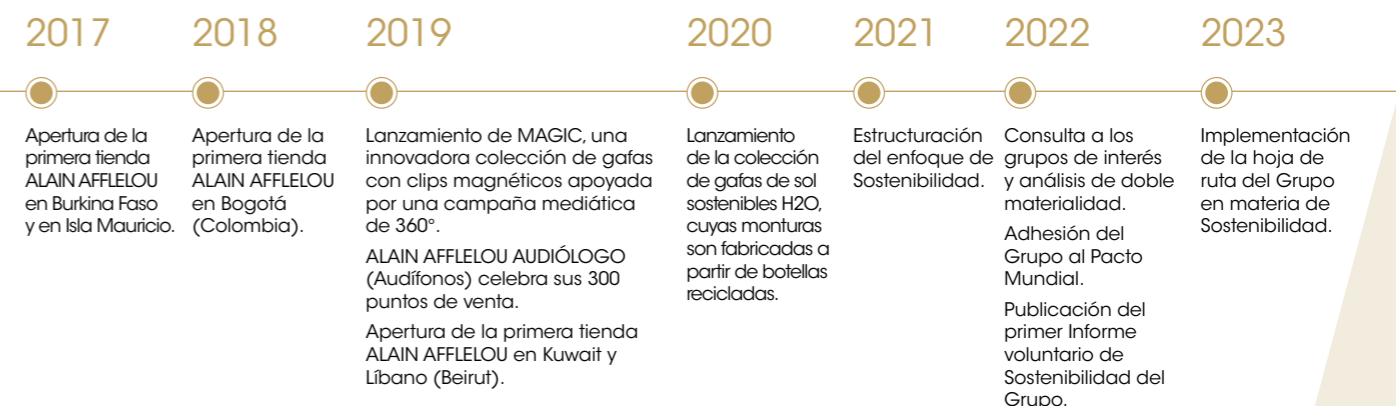 2017
Apertura de la
primera tienda
ALAIN AFFLELOU
en Burkina Faso
y en Isla Mauricio.
2018
Apertura de la
primera tienda
ALAIN AFFLELOU
en Bogotá
(Colombia).
2019
Lanzamiento de MAGIC, una
innovadora colección de gafas
con clips magnéticos apoyada
por una campaña mediática
de 360°.
ALAIN AFFLELOU AUDIÓLOGO
(Audífonos) celebra sus 300
puntos de venta.
Apertura de la primera tienda
ALAIN AFFLELOU en Kuwait y
Líbano (Beirut).
2020
Lanzamiento
de la colección
de gafas de sol
sostenibles H2O,
cuyas monturas
son fabricadas a
partir de botellas
recicladas.
2021
Estructuración
del enfoque de
Sostenibilidad.
2022
Consulta a los
grupos de interés
y análisis de doble
materialidad.
Adhesión del
Grupo al Pacto
Mundial.
Publicación del
primer Informe
voluntario de
Sostenibilidad del
Grupo.
2023
Implementación
de la hoja de
ruta del Grupo
en materia de
Sostenibilidad.